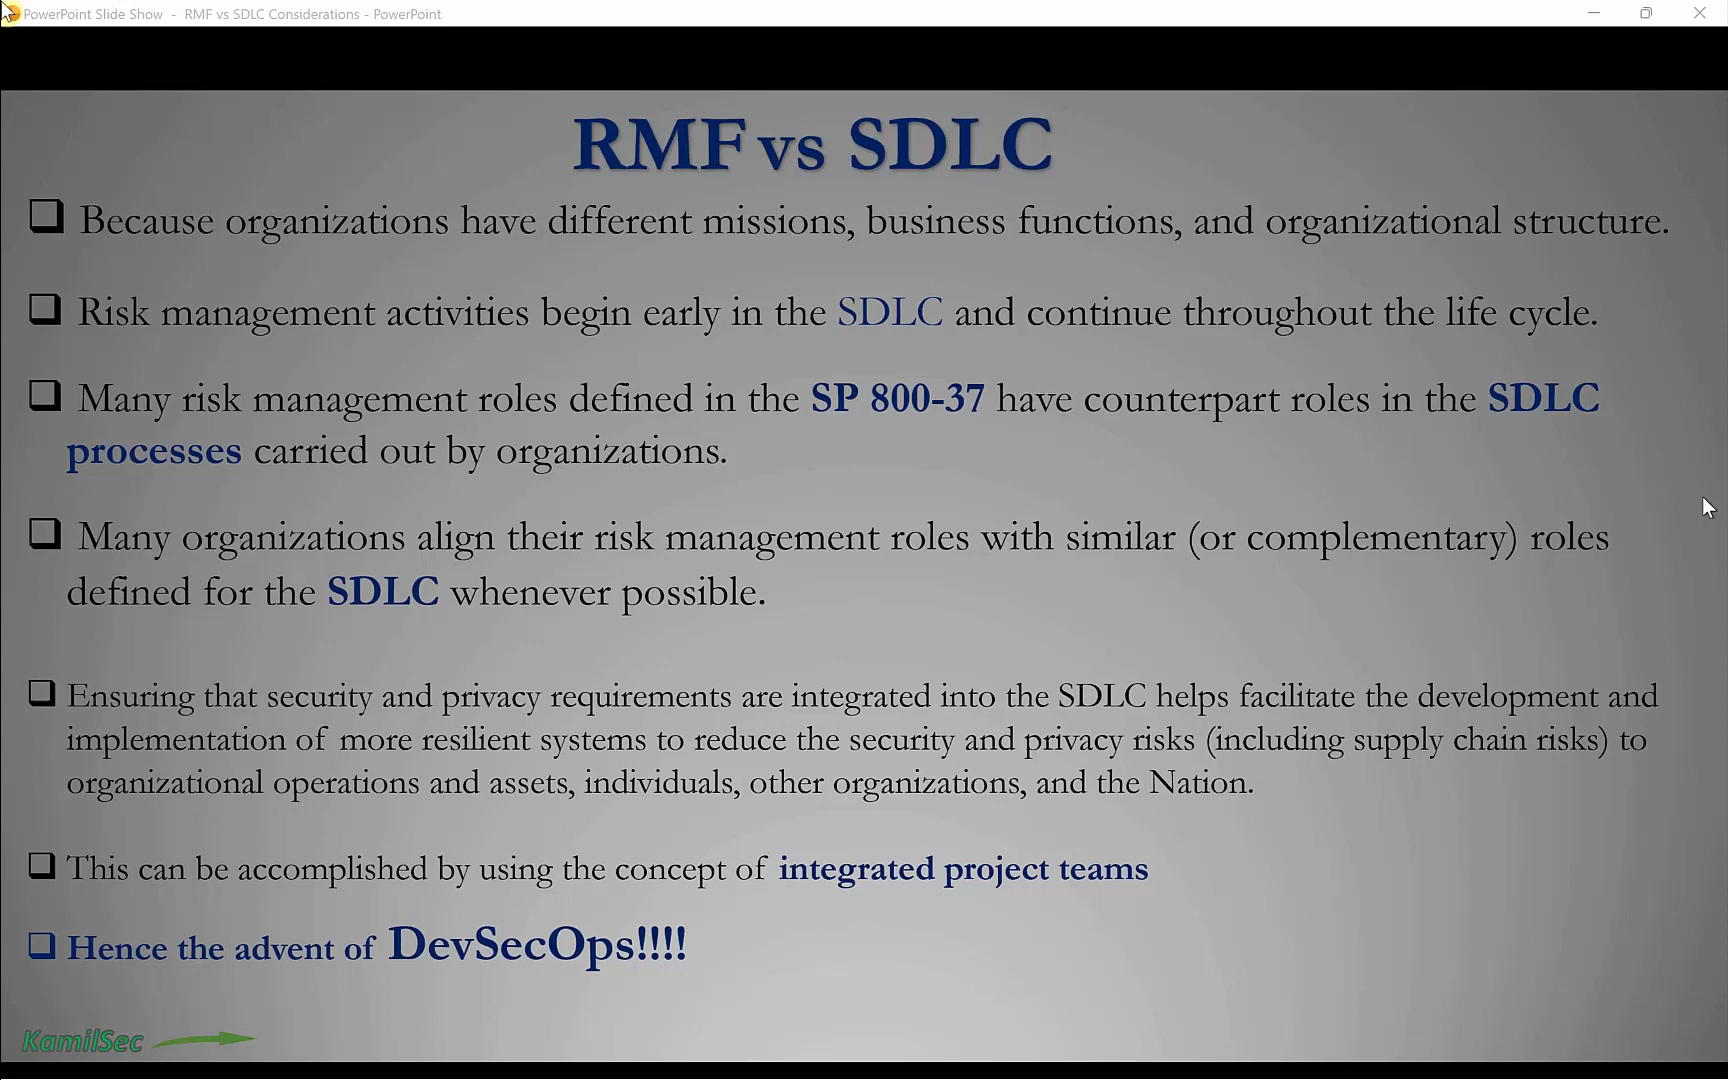 PowerPoint Slide Show - RMF vs SDLC Considerations - PowerPoint
RMF vs SDLC
Because organizations have different missions, business functions, and organizational structure.
Risk management activities begin early in the SDLC and continue throughout the life cycle.
Many risk management roles defined in the SP 800-37 have counterpart roles in the SDLC
processes carried out by organizations.
Many organizations align their risk management roles with similar (or complementary) roles
defined for the SDLC whenever possible.
Ensuring that security and privacy requirements are integrated into the SDLC helps facilitate the development and
implementation of more resilient systems to reduce the security and privacy risks (including supply chain risks) to
organizational operations and assets, individuals, other organizations, and the Nation.
This can be accomplished by using the concept of integrated project teams
Hence the advent of DevSecOps!!!!
KamilSec